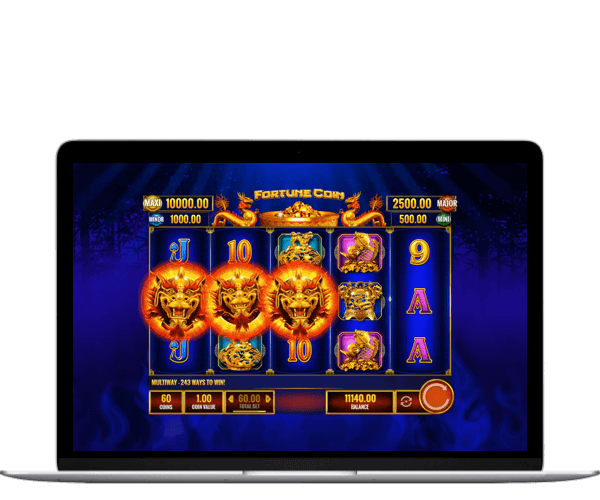 FORTUNE COIN
MAXI 10000.00
2500.00 MAJOR
MINOR 1000.00
500.00 MINI
J 10 9
A
J 10 A
MULTIWAY - 243 WAYS TO WIN!
60 1.00 60.00 11140.00
COINS COIN VALUE TOTAL BET BALANCE